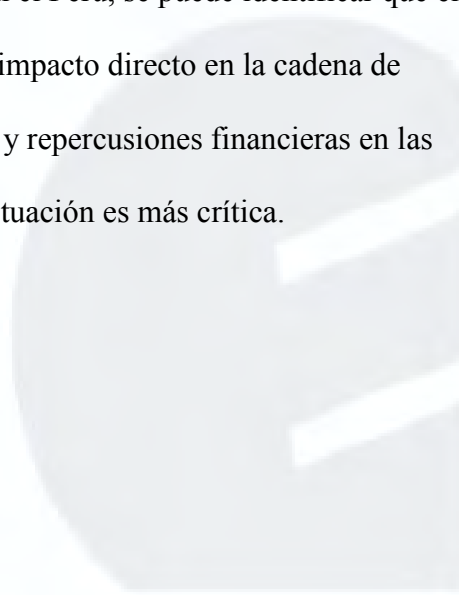 el Perú, se puede identificar que
impacto directo en la cadena de
y repercusiones financieras en las
tuación es más crítica.